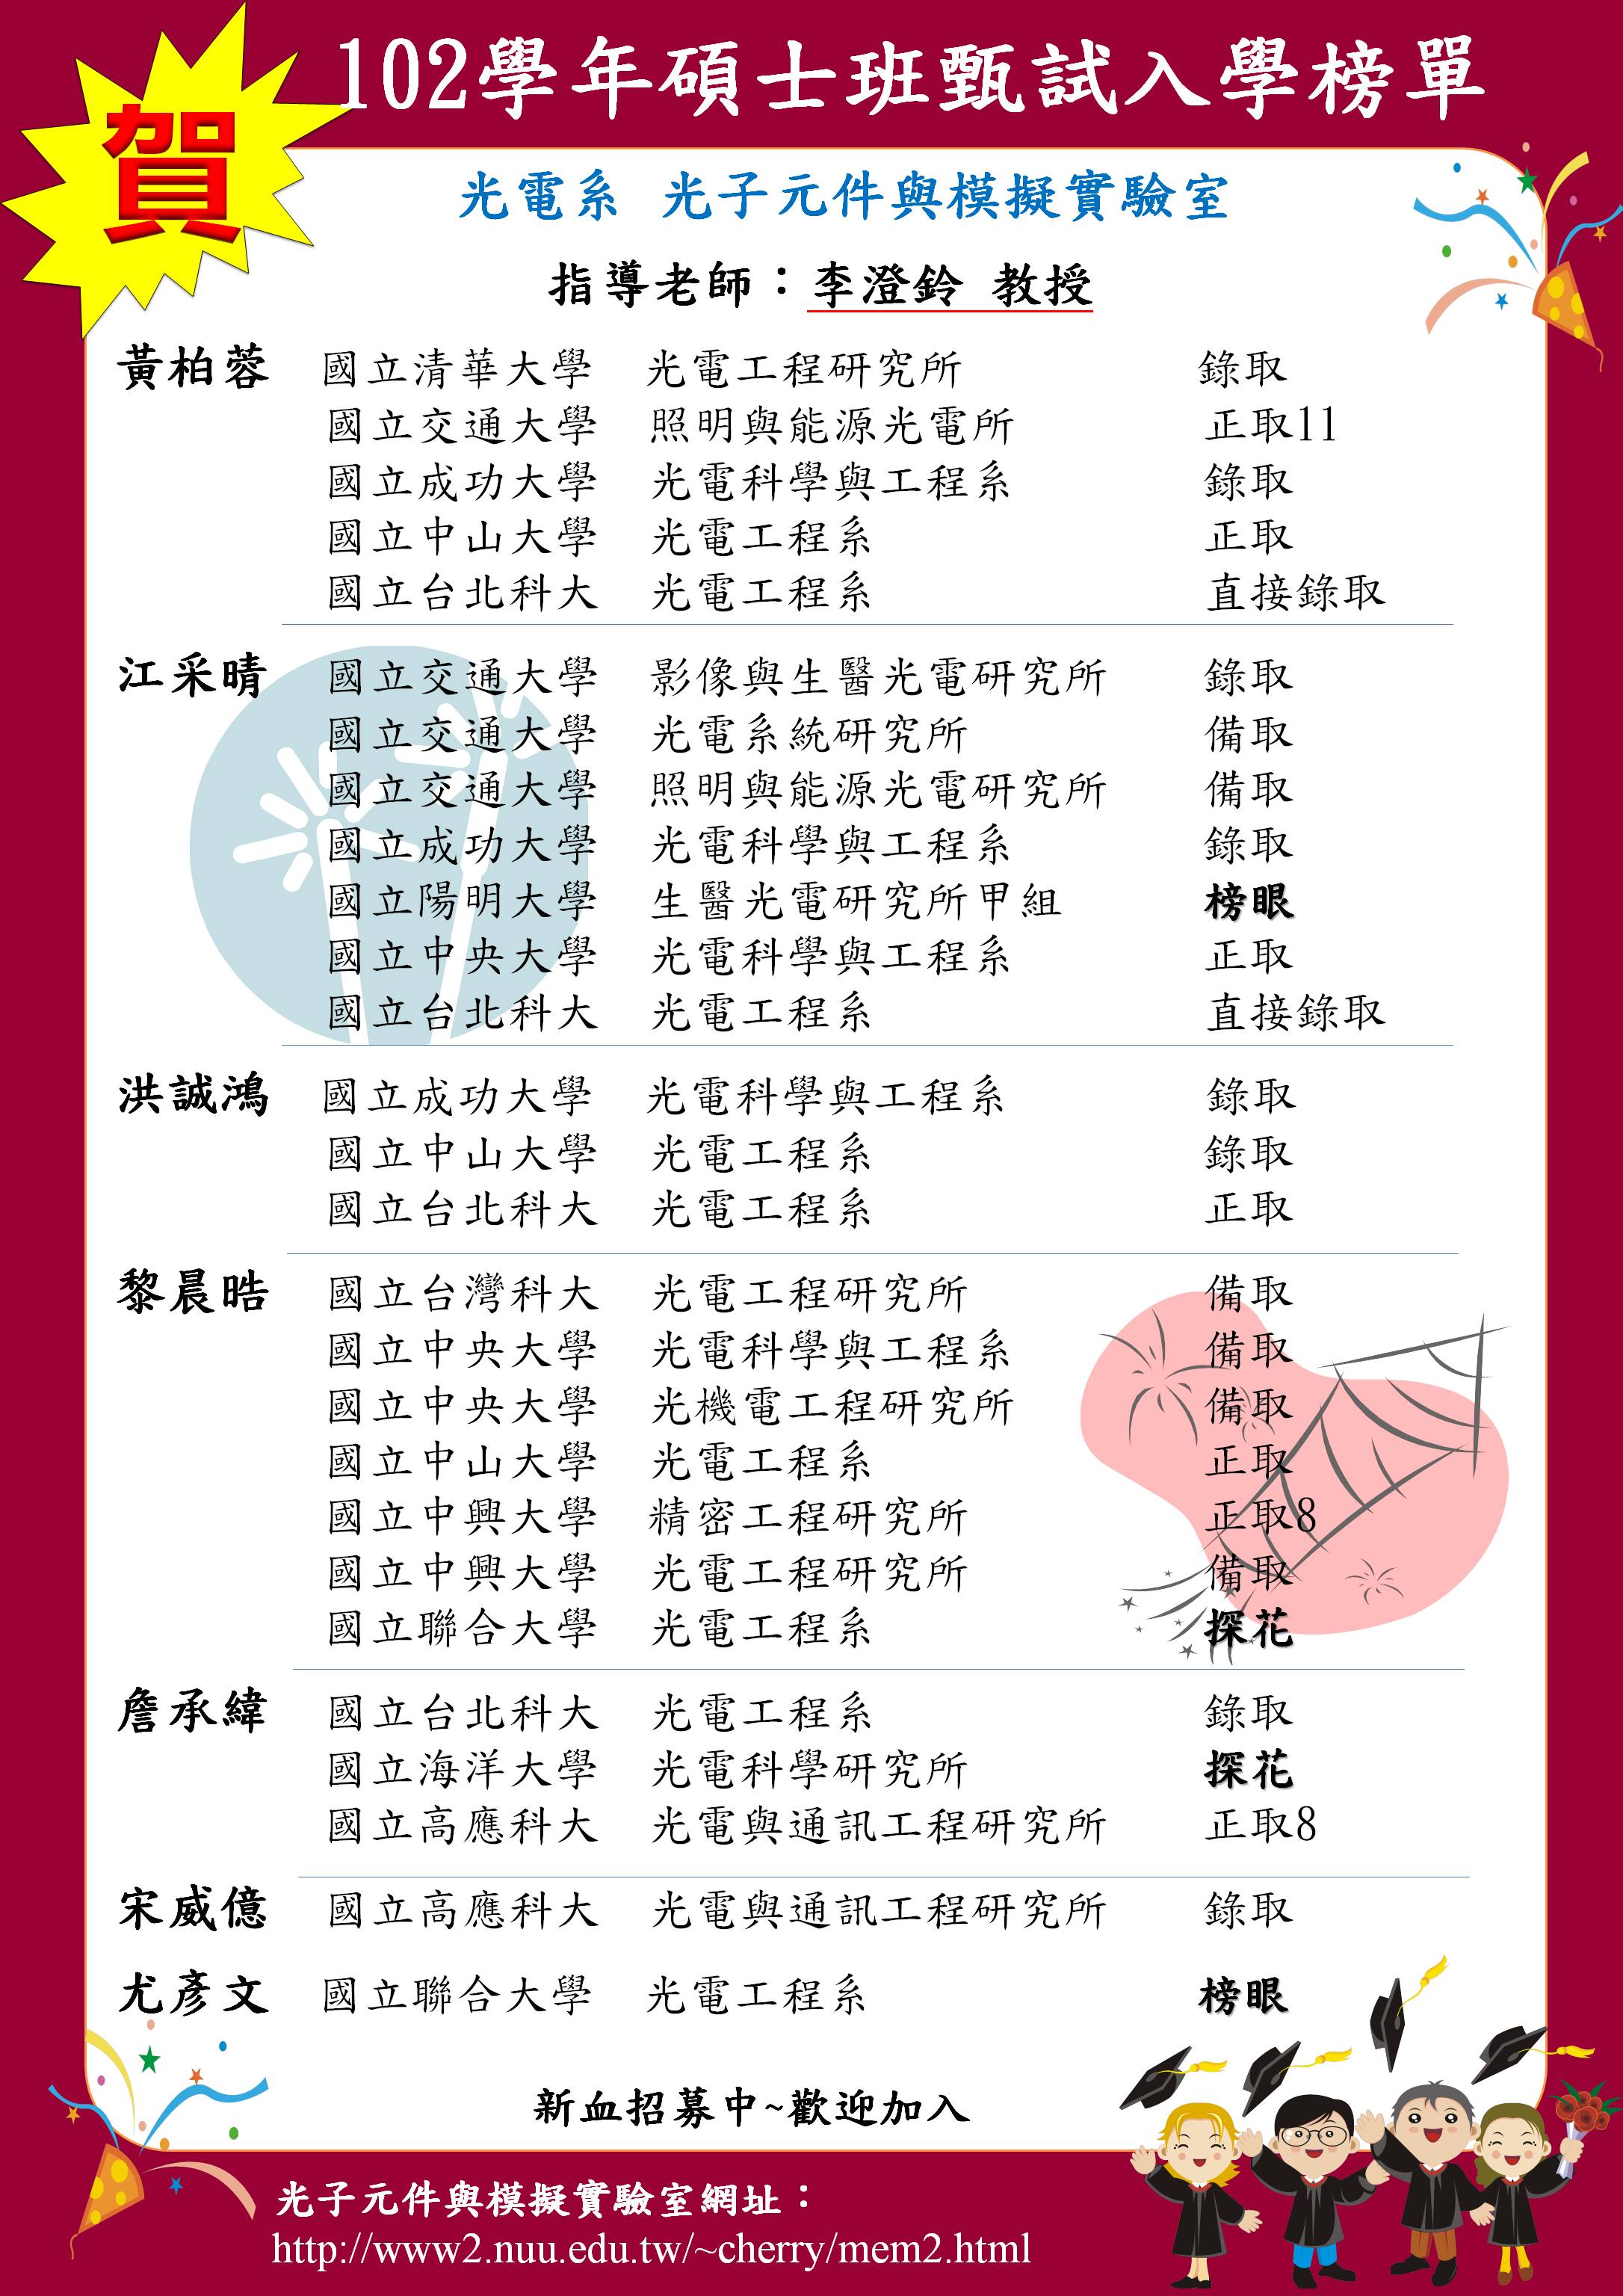 賀
102學年碩士班甄試入學榜單
光電系 光子元件與模擬實驗室
指導老師：李澄鈴 教授
黃柏蓉 國立清華大學 光電工程研究所 錄取
國立交通大學 照明與能源光電所 正取11
國立成功大學 光電科學與工程系 錄取
國立中山大學 光電工程系 正取
國立台北科大 光電工程系 直接錄取
江采晴 國立交通大學 影像與生醫光電研究所 錄取
國立交通大學 光電系統研究所 備取
國立交通大學 照明與能源光電研究所 備取
國立成功大學 光電科學與工程系 錄取
國立陽明大學 生醫光電研究所甲組 榜眼
國立中央大學 光電科學與工程系 正取
國立台北科大 光電工程系 直接錄取
洪誠鴻 國立成功大學 光電科學與工程系 錄取
國立中山大學 光電工程系 錄取
國立台北科大 光電工程系 正取
黎晨晧 國立台灣科大 光電工程研究所 備取
國立中央大學 光電科學與工程系 備取
國立中央大學 光機電工程研究所 備取
國立中山大學 光電工程系 正取
國立中興大學 精密工程研究所 正取8
國立中興大學 光電工程研究所 備取
國立聯合大學 光電工程系 探花
詹承緯 國立台北科大 光電工程系 錄取
國立海洋大學 光電科學研究所 探花
國立高應科大 光電與通訊工程研究所 正取8
宋威億 國立高應科大 光電與通訊工程研究所 錄取
尤彥文 國立聯合大學 光電工程系 榜眼
新血招募中~歡迎加入
光子元件與模擬實驗室網址：
http://www2.nuu.edu.tw/~cherry/mem2.html